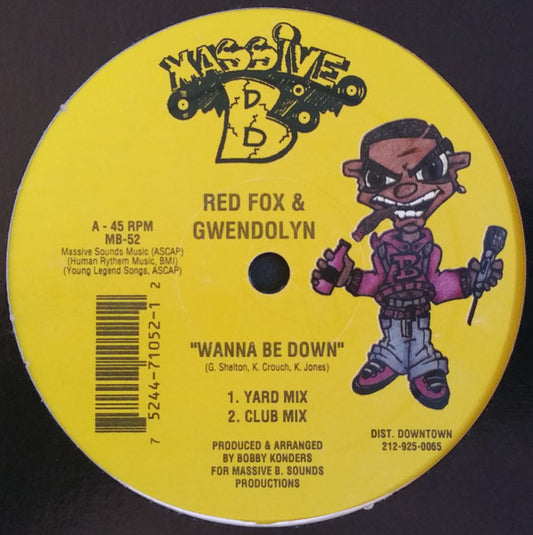 MASSIVE
B
RED FOX &
GWENDOLYN
A - 45 RPM
MB-52
Massive Sounds Music (ASCAP)
(Human Rythem Music, BMI)
(Young Legend Songs, ASCAP)
7 52447 1052-1 2
B
"WANNA BE DOWN"
(G. Shelton, K. Crouch, K. Jones)
1. YARD MIX
2. CLUB MIX
PRODUCED & ARRANGED
BY BOBBY KONDERS
FOR MASSIVE B. SOUNDS
PRODUCTIONS
DIST. DOWNTOWN
212-925-0065